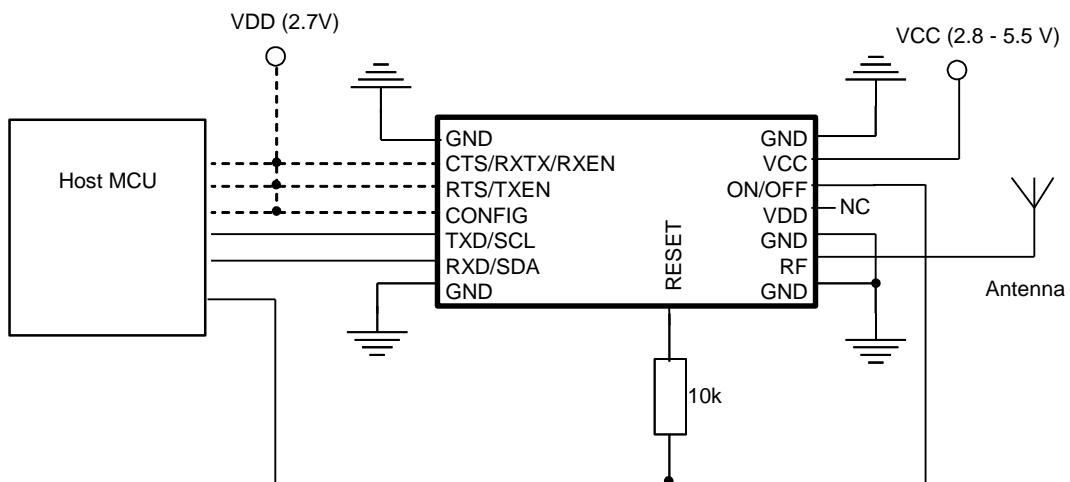 VDD (2.7V)
VCC (2.8 - 5.5 V)
Host MCU
GND
CTS/RXTX/RXEN
RTS/TXEN
CONFIG
TXD/SCL
RXD/SDA
GND
RESET
GND
VCC
ON/OFF
VDD
GND
RF
GND
NC
Antenna
10k